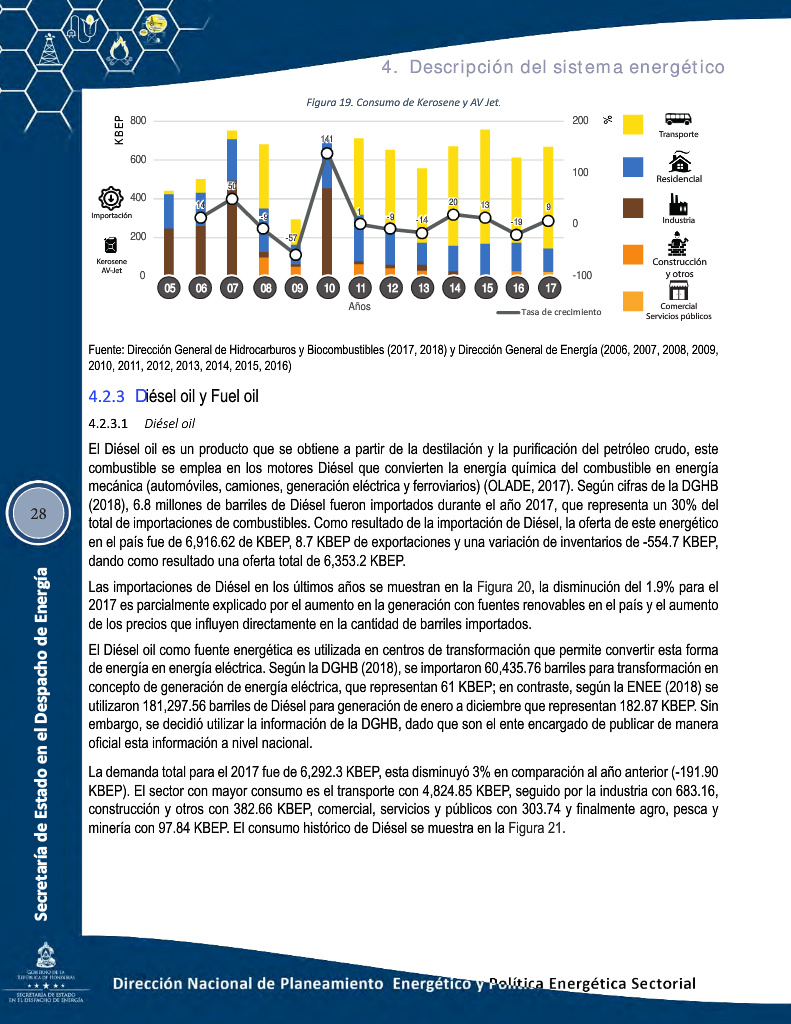 4. Descripción del sistema energético
Figura 19. Consumo de Kerosene y AV Jet.
KBEP
800
600
400
200
0
200
100
0
-100
%
Importación
Kerosene
AV-Jet
14
50
-9
-57
141
1
-9
-14
20
13
-19
9
05 06 07 08 09 10 11 12 13 14 15 16 17
Años
Tasa de crecimiento
Transporte
Residencial
Industria
Construcción
y otros
Comercial
Servicios públicos
Fuente: Dirección General de Hidrocarburos y Biocombustibles (2017, 2018) y Dirección General de Energía (2006, 2007, 2008, 2009,
2010, 2011, 2012, 2013, 2014, 2015, 2016)
4.2.3 Diésel oil y Fuel oil
4.2.3.1 Diésel oil
El Diésel oil es un producto que se obtiene a partir de la destilación y la purificación del petróleo crudo, este
combustible se emplea en los motores Diésel que convierten la energía química del combustible en energía
mecánica (automóviles, camiones, generación eléctrica y ferroviarios) (OLADE, 2017). Según cifras de la DGHB
(2018), 6.8 millones de barriles de Diésel fueron importados durante el año 2017, que representa un 30% del
total de importaciones de combustibles. Como resultado de la importación de Diésel, la oferta de este energético
en el país fue de 6,916.62 de KBEP, 8.7 KBEP de exportaciones y una variación de inventarios de -554.7 KBEP,
dando como resultado una oferta total de 6,353.2 KBEP.
Las importaciones de Diésel en los últimos años se muestran en la Figura 20, la disminución del 1.9% para el
2017 es parcialmente explicado por el aumento en la generación con fuentes renovables en el país y el aumento
de los precios que influyen directamente en la cantidad de barriles importados.
El Diésel oil como fuente energética es utilizada en centros de transformación que permite convertir esta forma
de energía en energía eléctrica. Según la DGHB (2018), se importaron 60,435.76 barriles para transformación en
concepto de generación de energía eléctrica, que representan 61 KBEP; en contraste, según la ENEE (2018) se
utilizaron 181,297.56 barriles de Diésel para generación de enero a diciembre que representan 182.87 KBEP. Sin
embargo, se decidió utilizar la información de la DGHB, dado que son el ente encargado de publicar de manera
oficial esta información a nivel nacional.
La demanda total para el 2017 fue de 6,292.3 KBEP, esta disminuyó 3% en comparación al año anterior (-191.90
KBEP). El sector con mayor consumo es el transporte con 4,824.85 KBEP, seguido por la industria con 683.16,
construcción y otros con 382.66 KBEP, comercial, servicios y públicos con 303.74 y finalmente agro, pesca y
minería con 97.84 KBEP. El consumo histórico de Diésel se muestra en la Figura 21.
28
Secretaría de Estado en el Despacho de Energía
GOBIERNO DE LA
REPÚBLICA DE HONDURAS
SECRETARÍA DE ESTADO
EN EL DESPACHO DE ENERGÍA
Dirección Nacional de Planeamiento Energético y Política Energética Sectorial